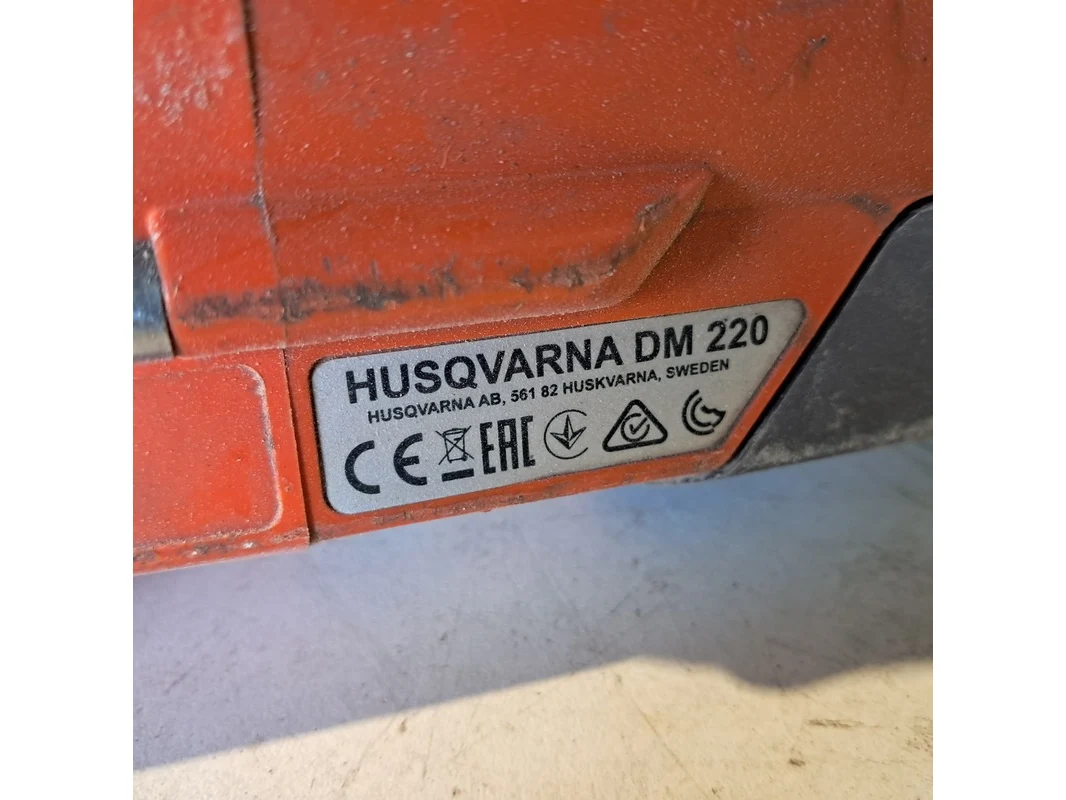 HUSQVARNA DM 220
HUSQVARNA AB, 561 82 HUSKVARNA, SWEDEN
CE EAC